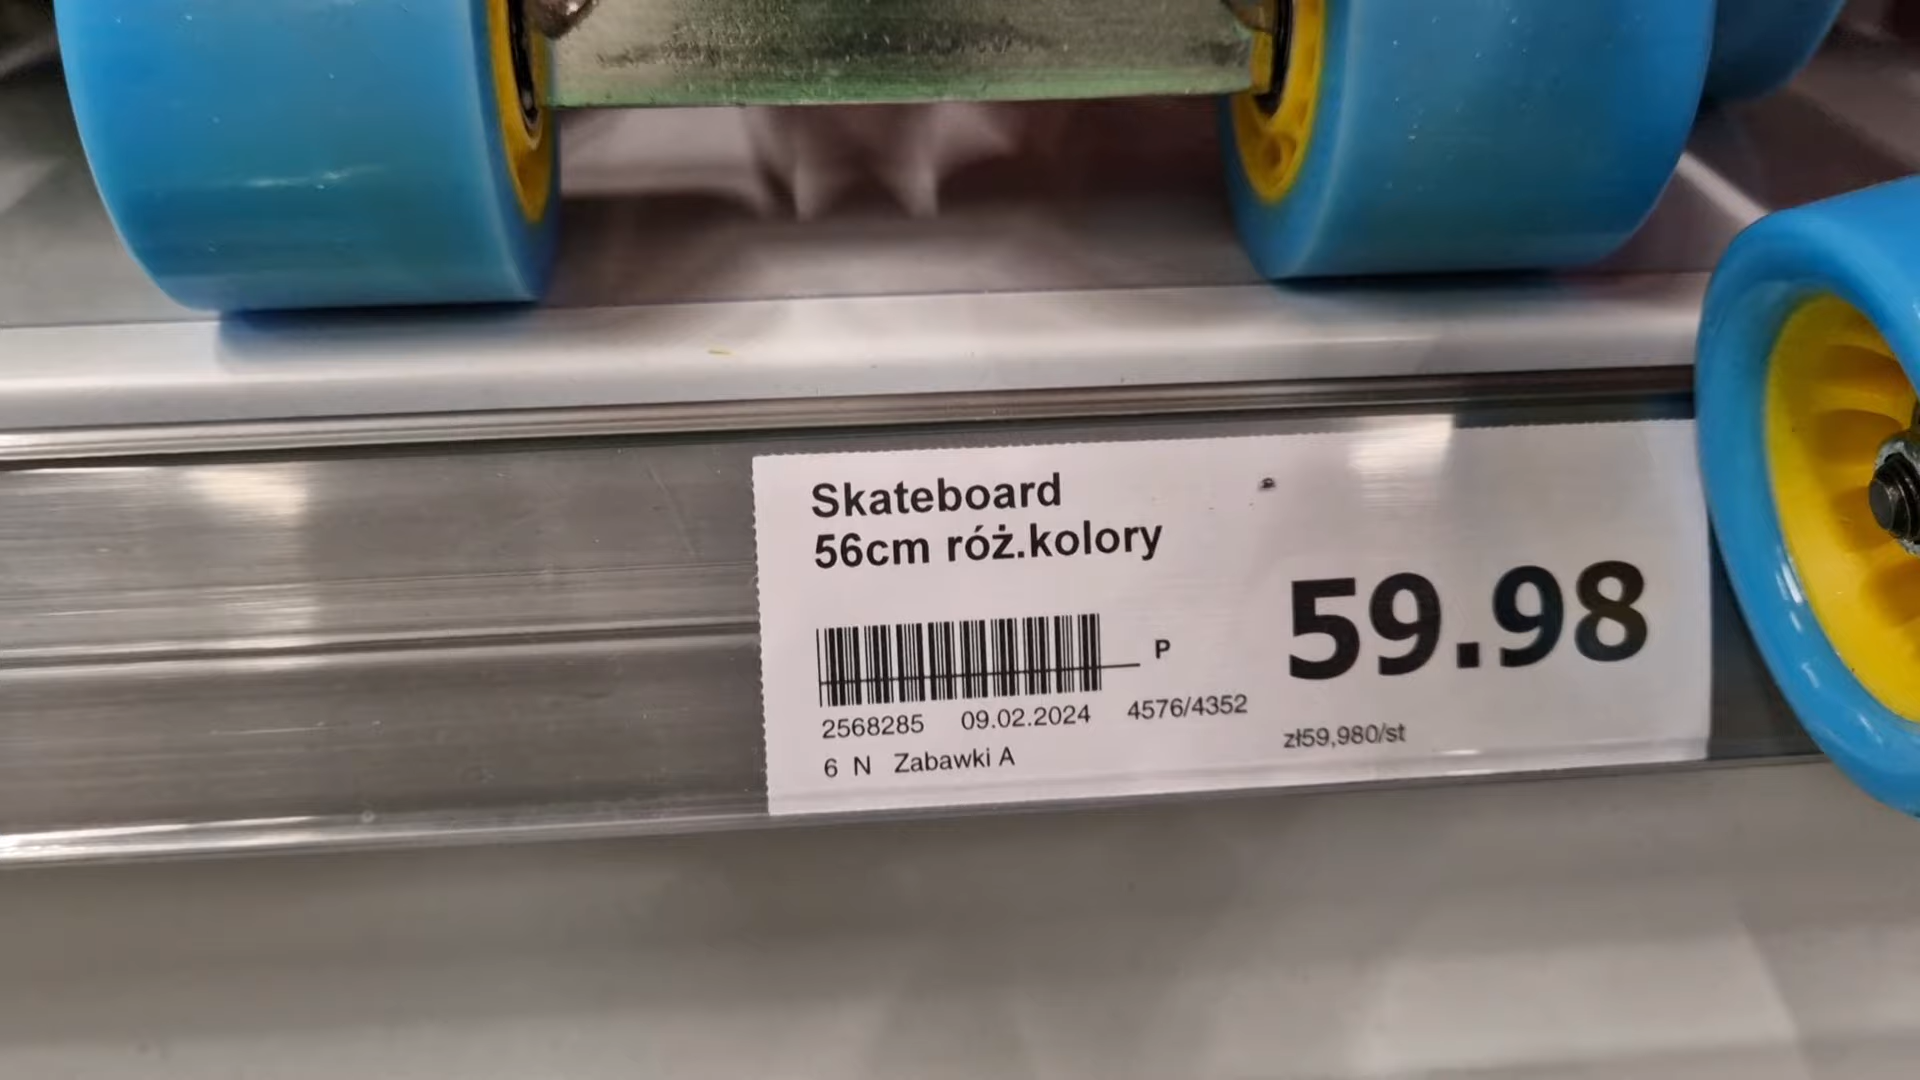 Skateboard
56cm róż.kolory
59.98
P
2568285 09.02.2024 4576/4352
6 N Zabawki A
zł59,980/st